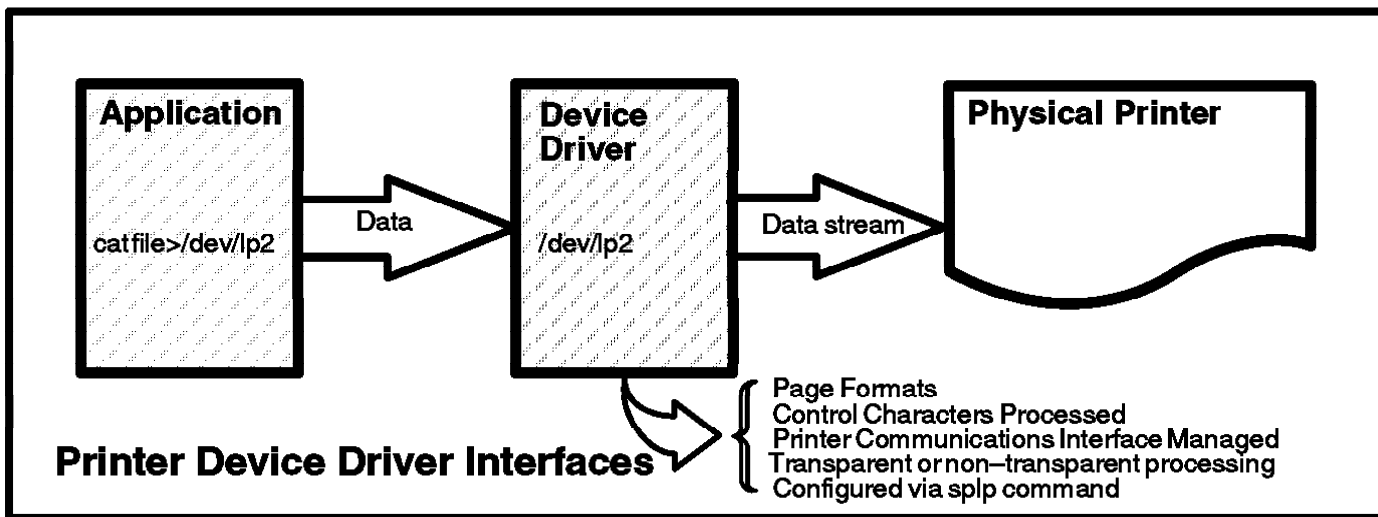 Application
catfile>/dev/lp2
Data
Device
Driver
/dev/lp2
Data stream
Physical Printer
Page Formats
Control Characters Processed
Printer Communications Interface Managed
Transparent or non–transparent processing
Configured via splp command
Printer Device Driver Interfaces